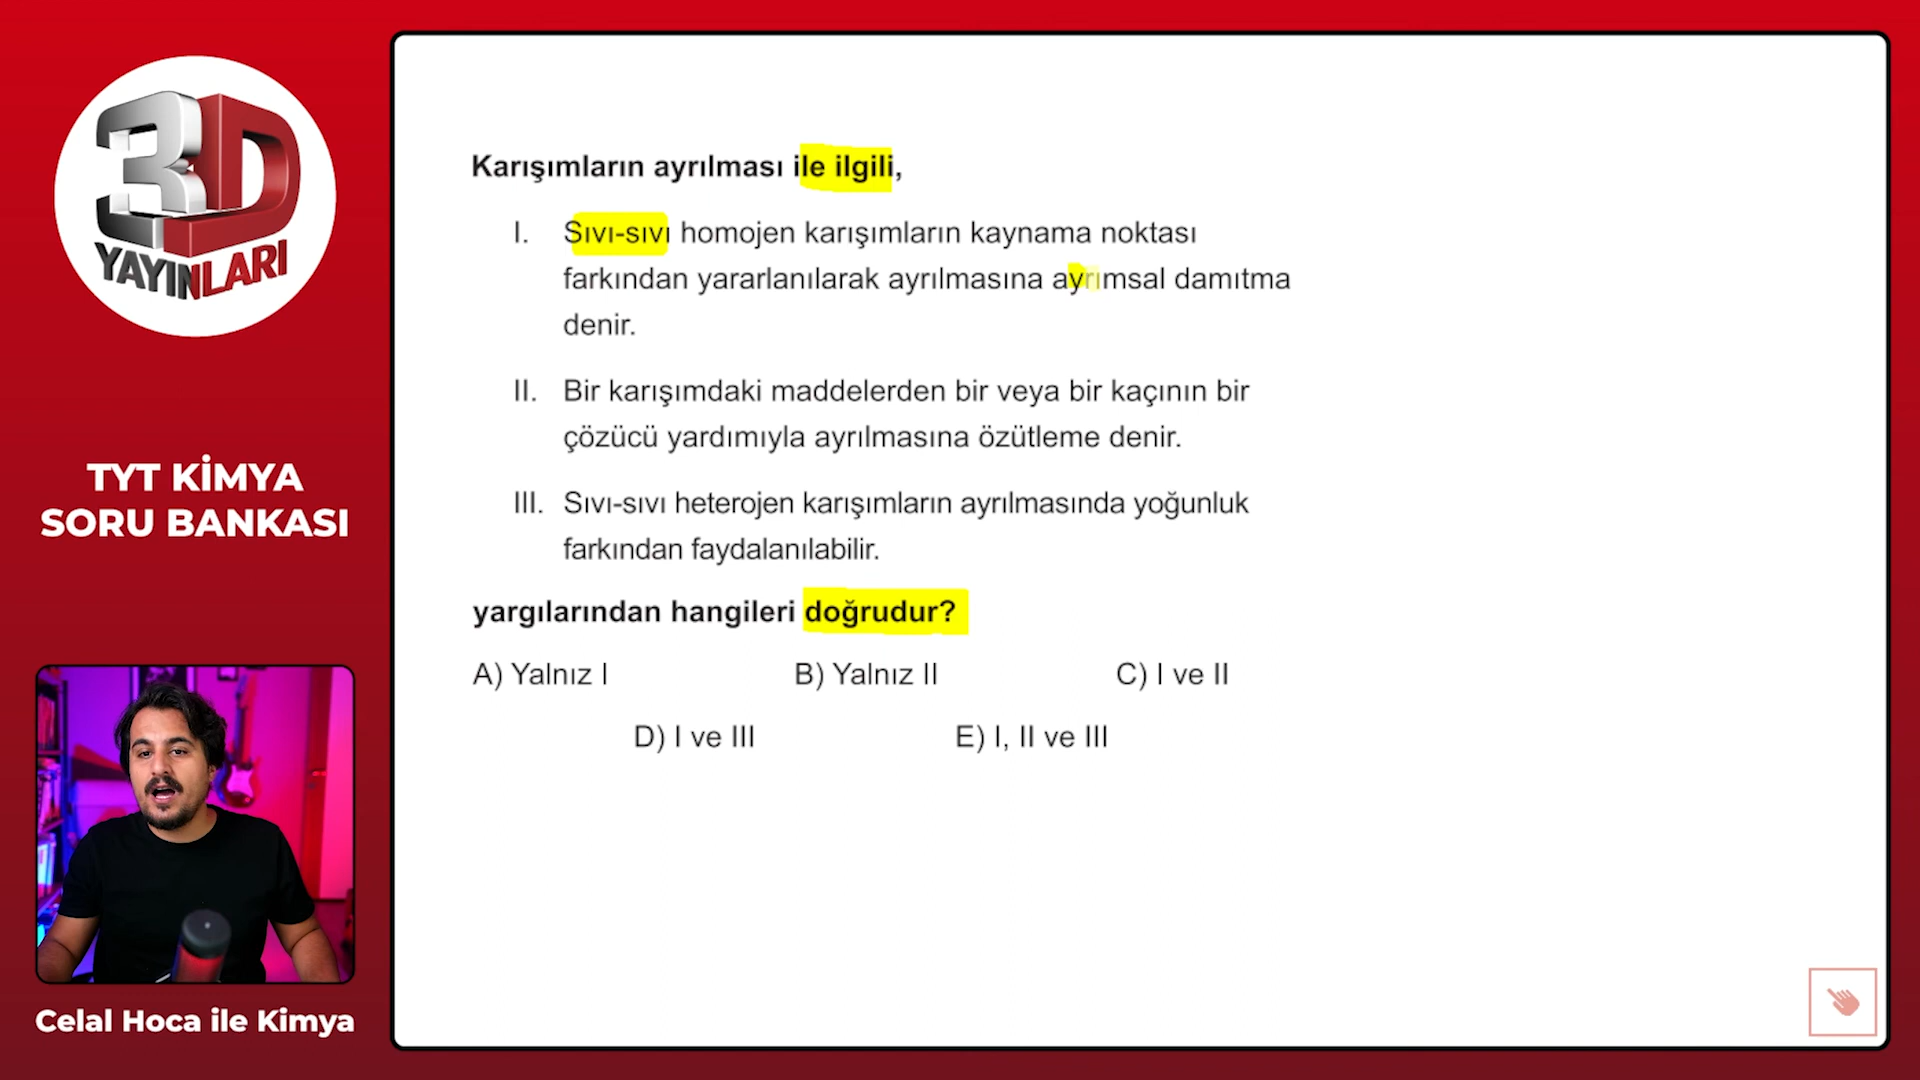 3D
YAYINLARI
TYT KİMYA
SORU BANKASI
Celal Hoca ile Kimya
Karışımların ayrılması ile ilgili,
I. Sıvı-sıvı homojen karışımların kaynama noktası
farkından yararlanılarak ayrılmasına ayrımsal damıtma
denir.
II. Bir karışımdaki maddelerden bir veya bir kaçının bir
çözücü yardımıyla ayrılmasına özütleme denir.
III. Sıvı-sıvı heterojen karışımların ayrılmasında yoğunluk
farkından faydalanılabilir.
yargılarından hangileri doğrudur?
A) Yalnız I B) Yalnız II C) I ve II
D) I ve III E) I, II ve III